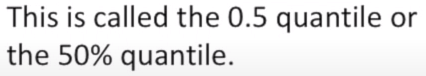 This is called the 0.5 quantile or
the 50% quantile.